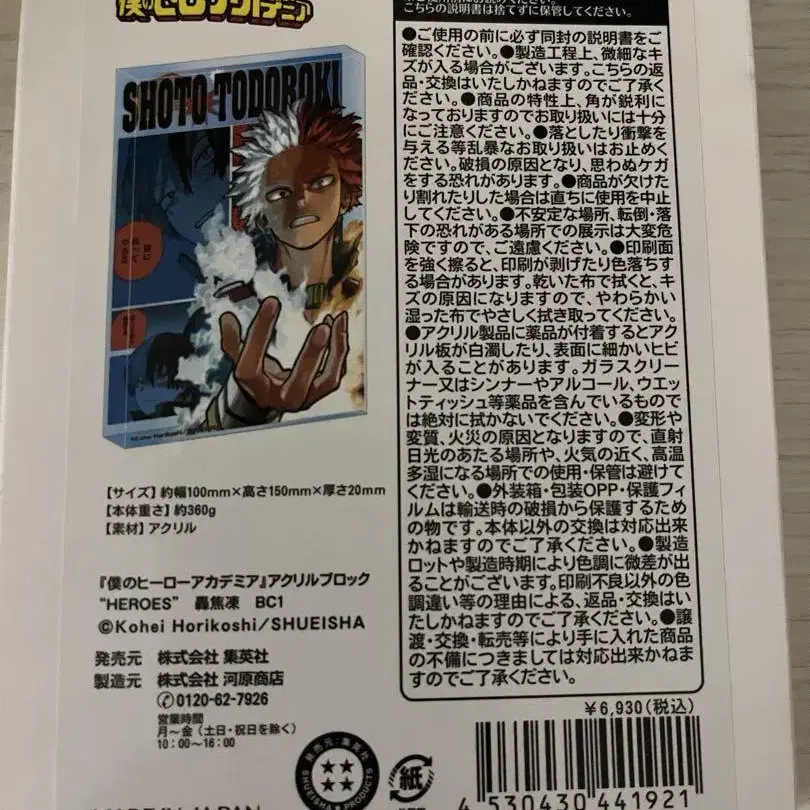 僕のヒーローアカデミア
こちらの説明書は捨てずに保管してください。
SHOTO TODOROKI
●ご使用の前に必ず同封の説明書をご
確認ください。●製造工程上、微細なキ
ズが入る場合がございます。こちらの返
品・交換はいたしかねますのでご了承く
ださい。●商品の特性上、角が鋭利に
なっておりますのでお取り扱いには十分
にご注意ください。●落としたり衝撃を
与える等乱暴なお取り扱いはお止めく
ださい。破損の原因となり、思わぬケガ
をする恐れがあります。●商品が欠けた
り割れたりした場合は直ちに使用を中止
してください。●不安定な場所、転倒・落
下の恐れがある場所での展示は大変危
険ですので、ご遠慮ください。●印刷面
を強く擦ると、印刷が剥げたり色落ちす
る場合があります。乾いた布で拭くと、キ
ズの原因になりますので、やわらかい
湿った布でやさしく拭き取ってください。
●アクリル製品に薬品が付着するとア
クリル板が白濁したり、表面に細かいヒビ
が入ることがあります。ガラスクリー
ナー又はシンナーやアルコール、ウエッ
トティッシュ等薬品を含んでいるもので
は絶対に拭かないでください。●変形や
変質、火災の原因となりますので、直射
日光のあたる場所や、火気の近く、高温
多湿になる場所での使用・保管は避けて
ください。●外装箱・包装OPP・保護フィ
ルムは輸送時の破損から保護するため
の物です。本体以外の交換は対応出来
かねますのでご了承ください。●製造
ロットや製造時期により色調に微差が出
ることがございます。印刷不良以外の色
調違い等の理由による、返品・交換はい
たしかねますのでご了承ください。●譲
渡・交換・転売等により手に入れた商品
の不備につきましては対応出来かねま
すのでご了承ください。
©Kohei Horikoshi/
【サイズ】約幅100mm×高さ150mm×厚さ20mm
【本体重さ】約360g
【素材】アクリル
『僕のヒーローアカデミア』アクリルブロック
“HEROES” 轟焦凍 BC1
©Kohei Horikoshi/SHUEISHA
発売元 株式会社 集英社
製造元 株式会社 河原商店
0120-62-7926
営業時間
月~金（土日・祝日を除く）
10:00~16:00
¥6,930(税込)
発売元・集英社
SHUEISHA PRODUCTS
紙
4 530430 441921
MADE IN JAPAN